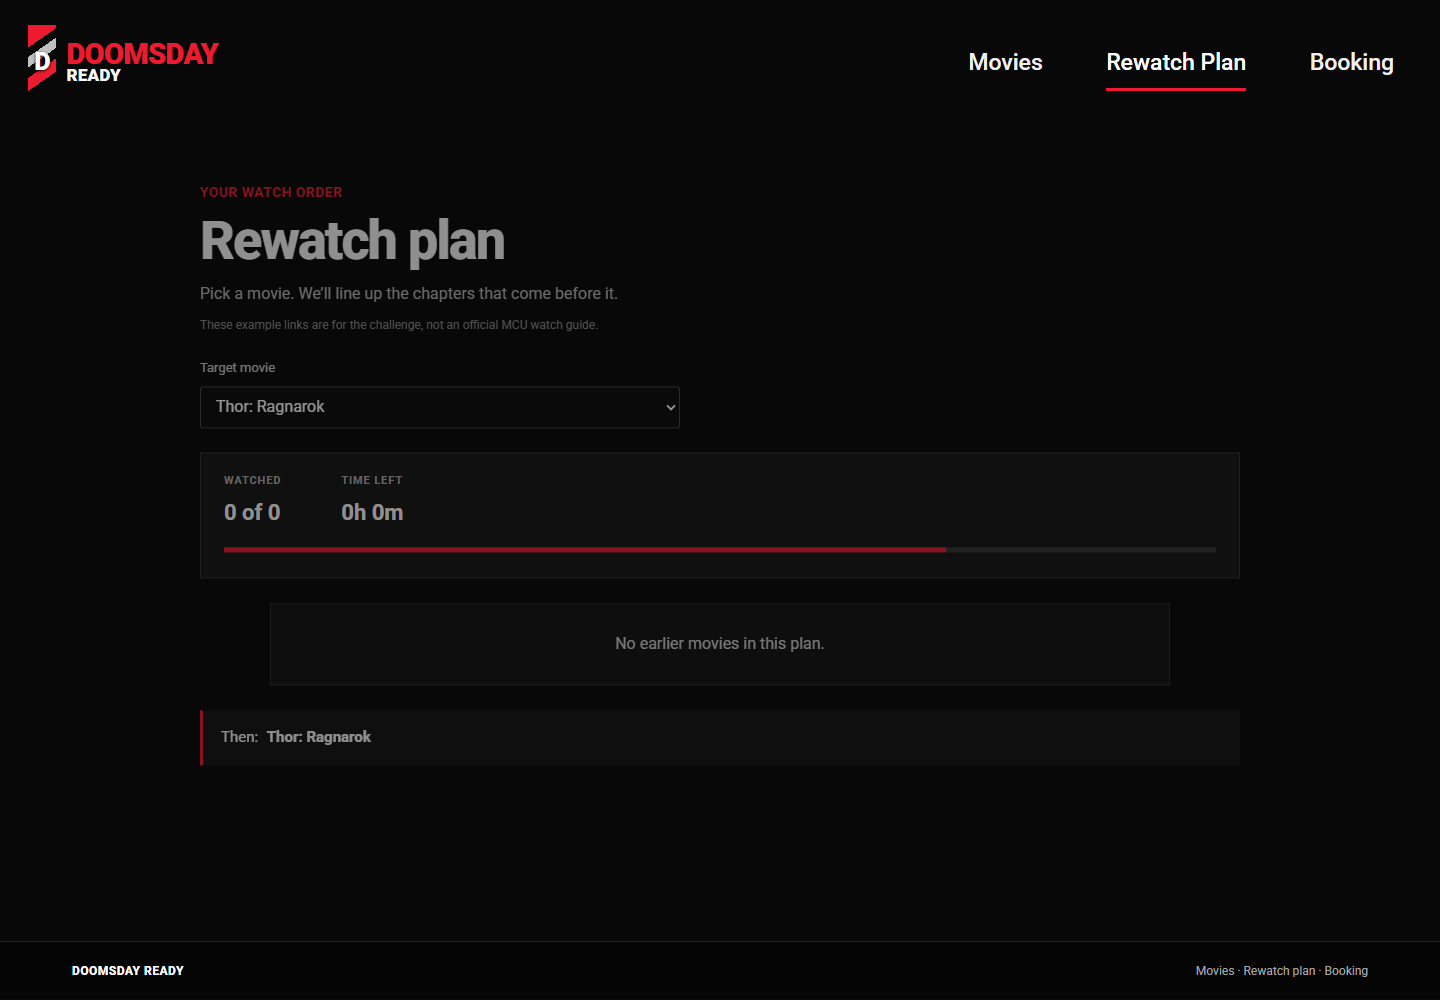 D DOOMSDAY
READY
Movies Rewatch Plan Booking
YOUR WATCH ORDER
Rewatch plan
Pick a movie. We’ll line up the chapters that come before it.
These example links are for the challenge, not an official MCU watch guide.
Target movie
Thor: Ragnarok
WATCHED TIME LEFT
0 of 0 0h 0m
No earlier movies in this plan.
Then: Thor: Ragnarok
DOOMSDAY READY Movies · Rewatch plan · Booking